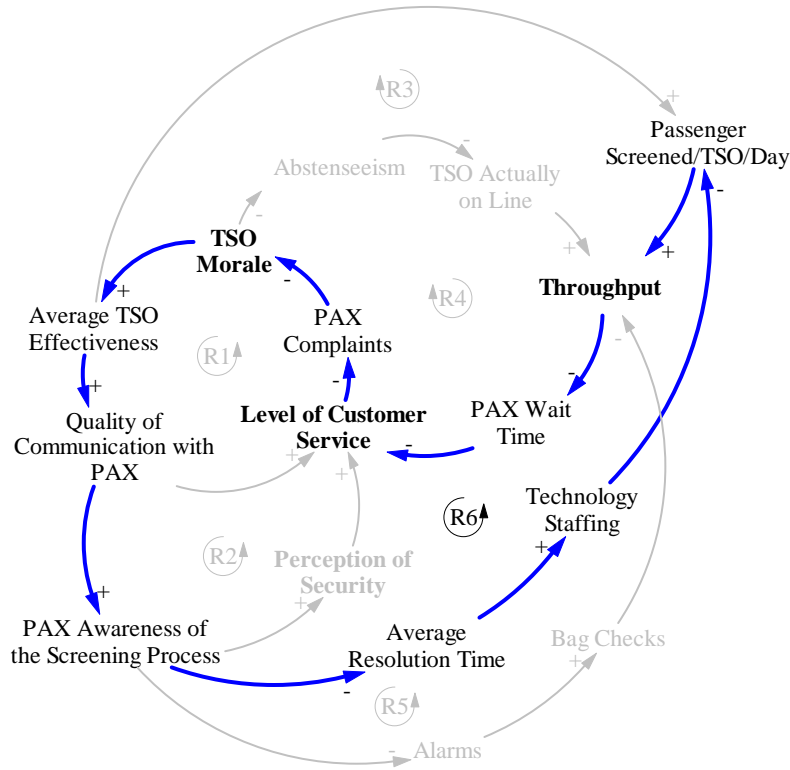 R3
+
Passenger
Screened/TSO/Day
-
Abstenseeism
TSO Actually
on Line
-
-
+
+
TSO
Morale
-
Throughput
R4
+
Average TSO
Effectiveness
PAX
Complaints
R1
-
+
-
-
PAX Wait
Time
Level of Customer
Service
-
Quality of
Communication with
PAX
+
+
Technology
Staffing
R6
+
R2
Perception of
Security
+
+
PAX Awareness of
the Screening Process
Average
Resolution Time
Bag Checks
+
-
R5
-
Alarms